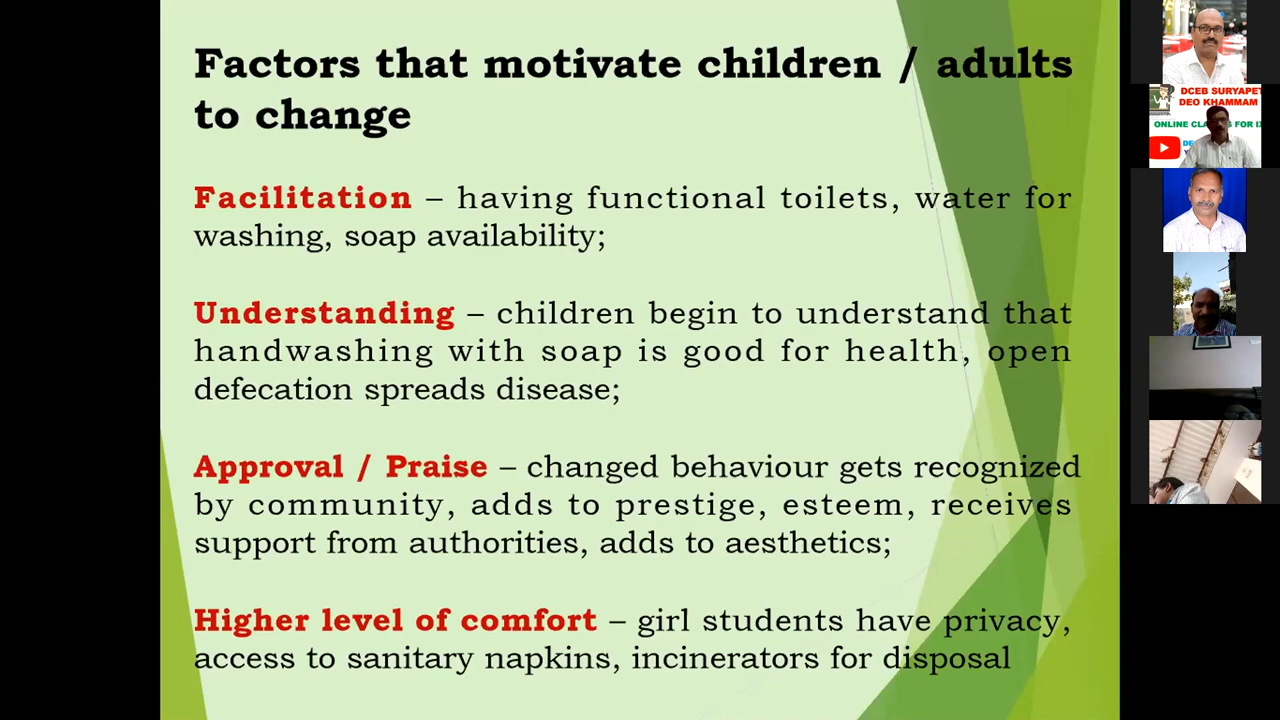 Factors that motivate children / adults
to change
Facilitation – having functional toilets, water for
washing, soap availability;
Understanding – children begin to understand that
handwashing with soap is good for health, open
defecation spreads disease;
Approval / Praise – changed behaviour gets recognized
by community, adds to prestige, esteem, receives
support from authorities, adds to aesthetics;
Higher level of comfort – girl students have privacy,
access to sanitary napkins, incinerators for disposal
DCEB SURYAPET
DEO KHAMMAM
ONLINE FOR